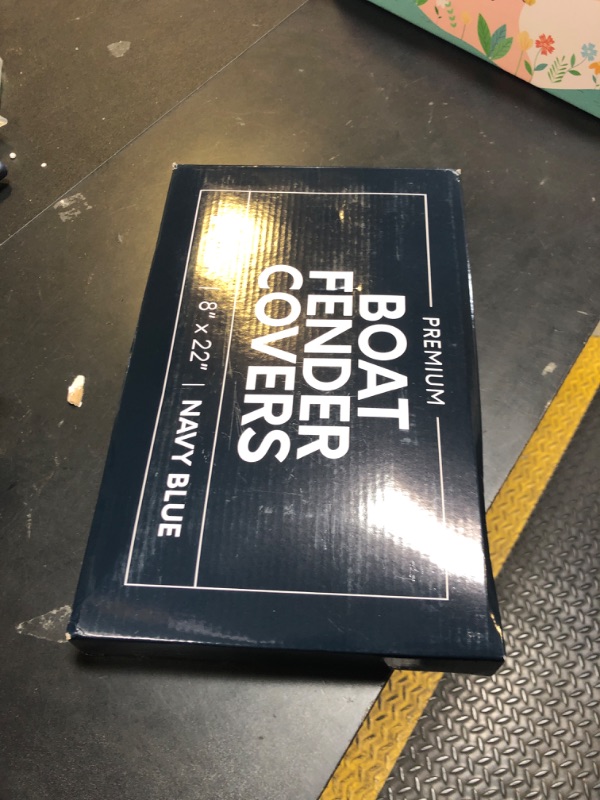 PREMIUM
BOAT
FENDER
COVERS
8" x 22" | NAVY BLUE